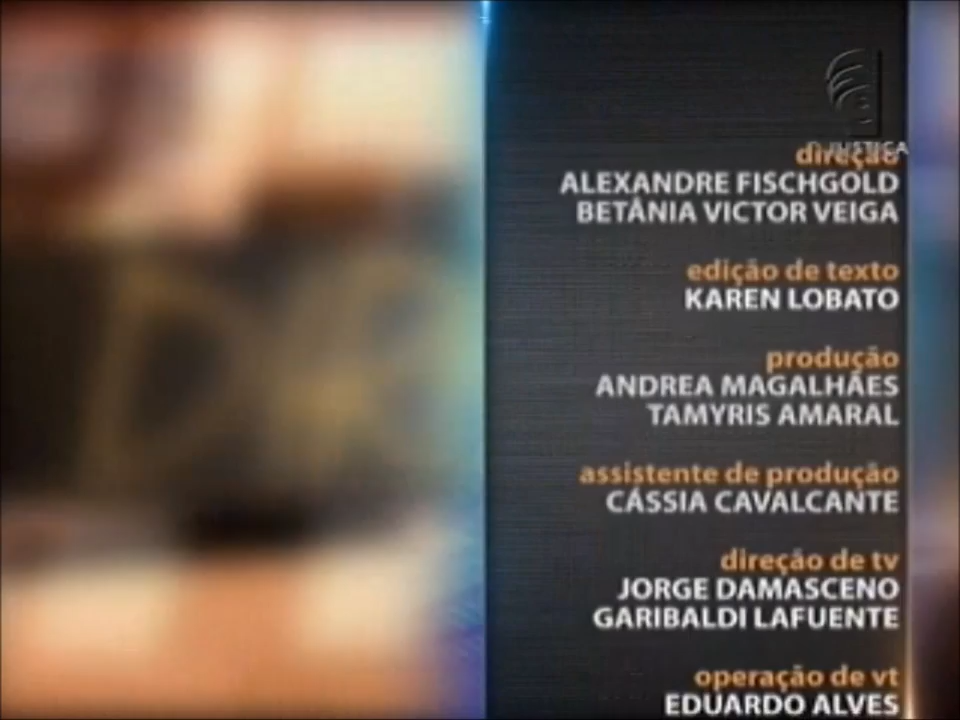 JUSTIÇA
direção
ALEXANDRE FISCHGOLD
BETÂNIA VICTOR VEIGA
edição de texto
KAREN LOBATO
produção
ANDREA MAGALHÃES
TAMYRIS AMARAL
assistente de produção
CÁSSIA CAVALCANTE
direção de tv
JORGE DAMASCENO
GARIBALDI LAFUENTE
operação de vt
EDUARDO ALVES